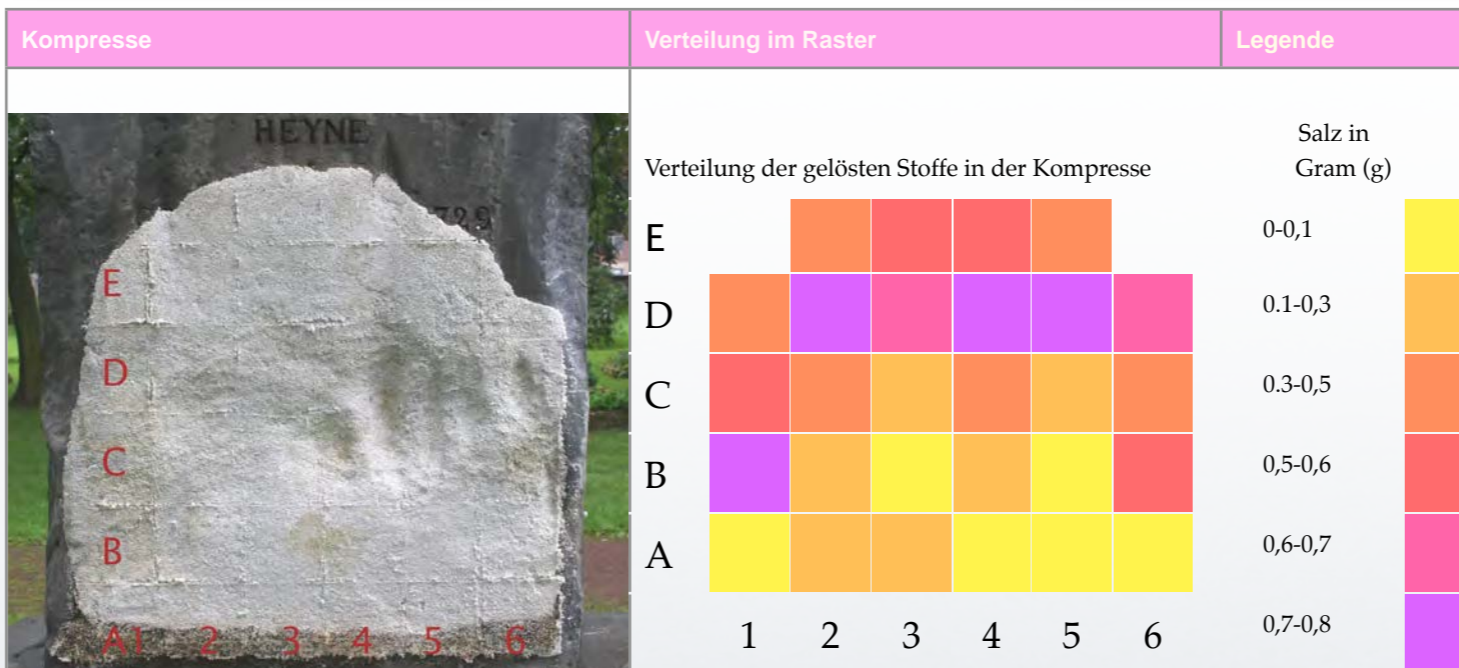 Kompresse
Verteilung im Raster
Legende
HEYNE
729
E
D
C
B
A1 2 3 4 5 6
Verteilung der gelösten Stoffe in der Kompresse
E
D
C
B
A
1 2 3 4 5 6
Salz in
Gram (g)
0-0,1
0.1-0,3
0.3-0,5
0,5-0,6
0,6-0,7
0,7-0,8